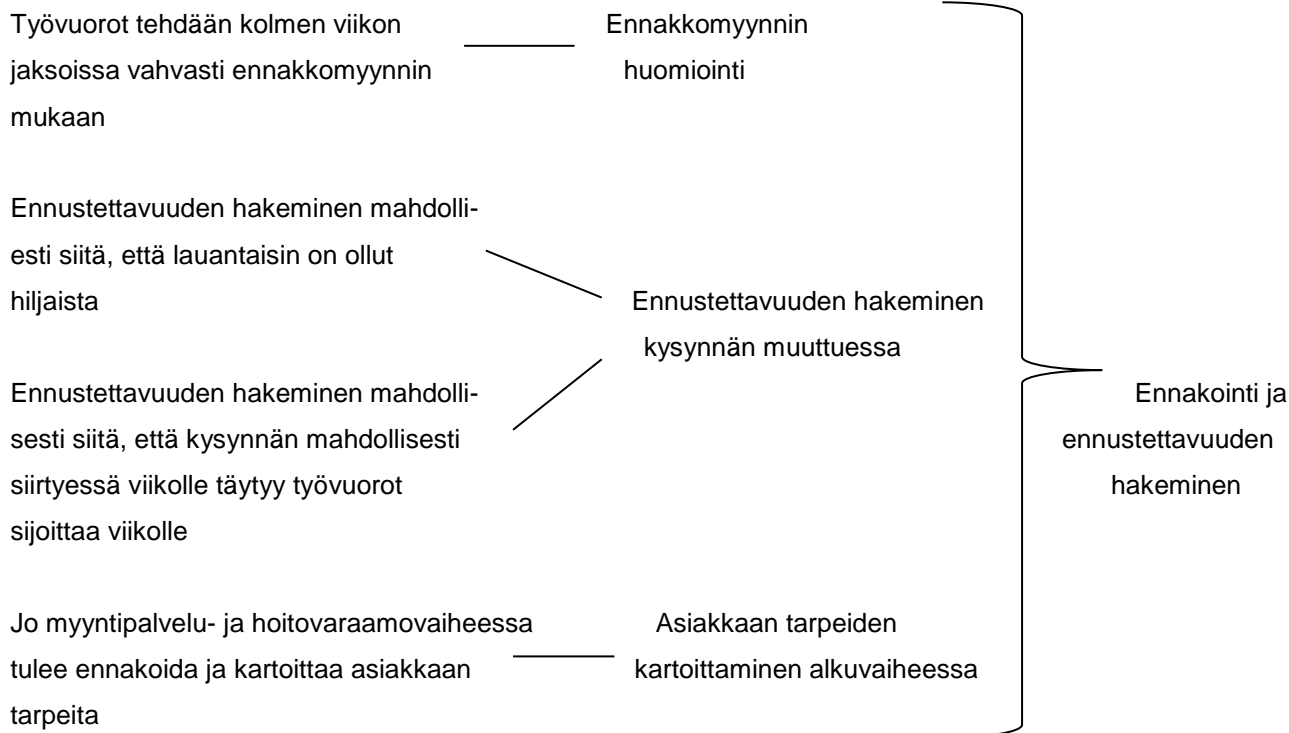 Työvuorot tehdään kolmen viikon
jaksoissa vahvasti ennakkomyynnin
mukaan
Ennakkomyynnin
huomiointi
Ennustettavuuden hakeminen mahdolli-
esti siitä, että lauantaisin on ollut
hiljaista
Ennustettavuuden hakeminen
kysynnän muuttuessa
Ennustettavuuden hakeminen mahdolli-
sesti siitä, että kysynnän mahdollisesti
siirtyessä viikolle täytyy työvuorot
sijoittaa viikolle
Ennakointi ja
ennustettavuuden
hakeminen
Jo myyntipalvelu- ja hoitovaraamovaiheessa
tulee ennakoida ja kartoittaa asiakkaan
tarpeita
Asiakkaan tarpeiden
kartoittaminen alkuvaiheessa